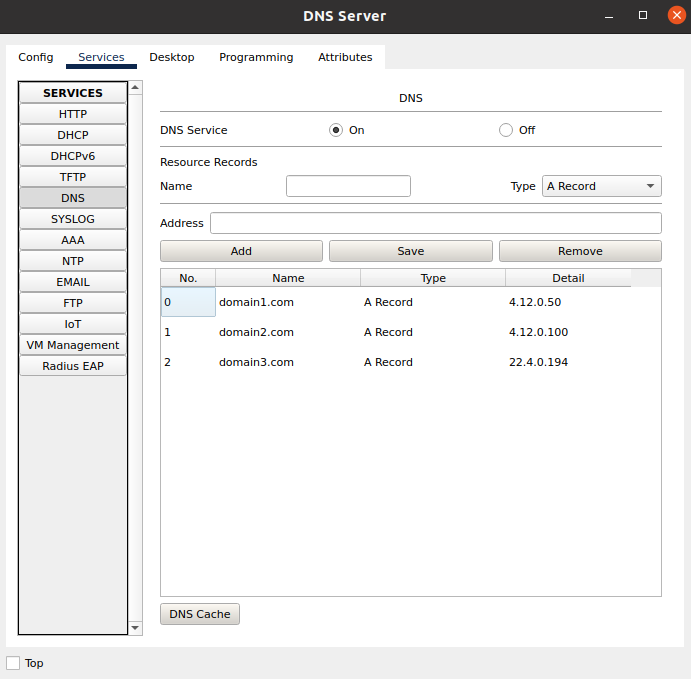 DNS Server
Config Services Desktop Programming Attributes
SERVICES
HTTP
DHCP
DHCPv6
TFTP
DNS
SYSLOG
AAA
NTP
EMAIL
FTP
IoT
VM Management
Radius EAP
DNS
DNS Service On Off
Resource Records
Name Type A Record
Address
Add Save Remove
No. Name Type Detail
0 domain1.com A Record 4.12.0.50
1 domain2.com A Record 4.12.0.100
2 domain3.com A Record 22.4.0.194
DNS Cache
Top